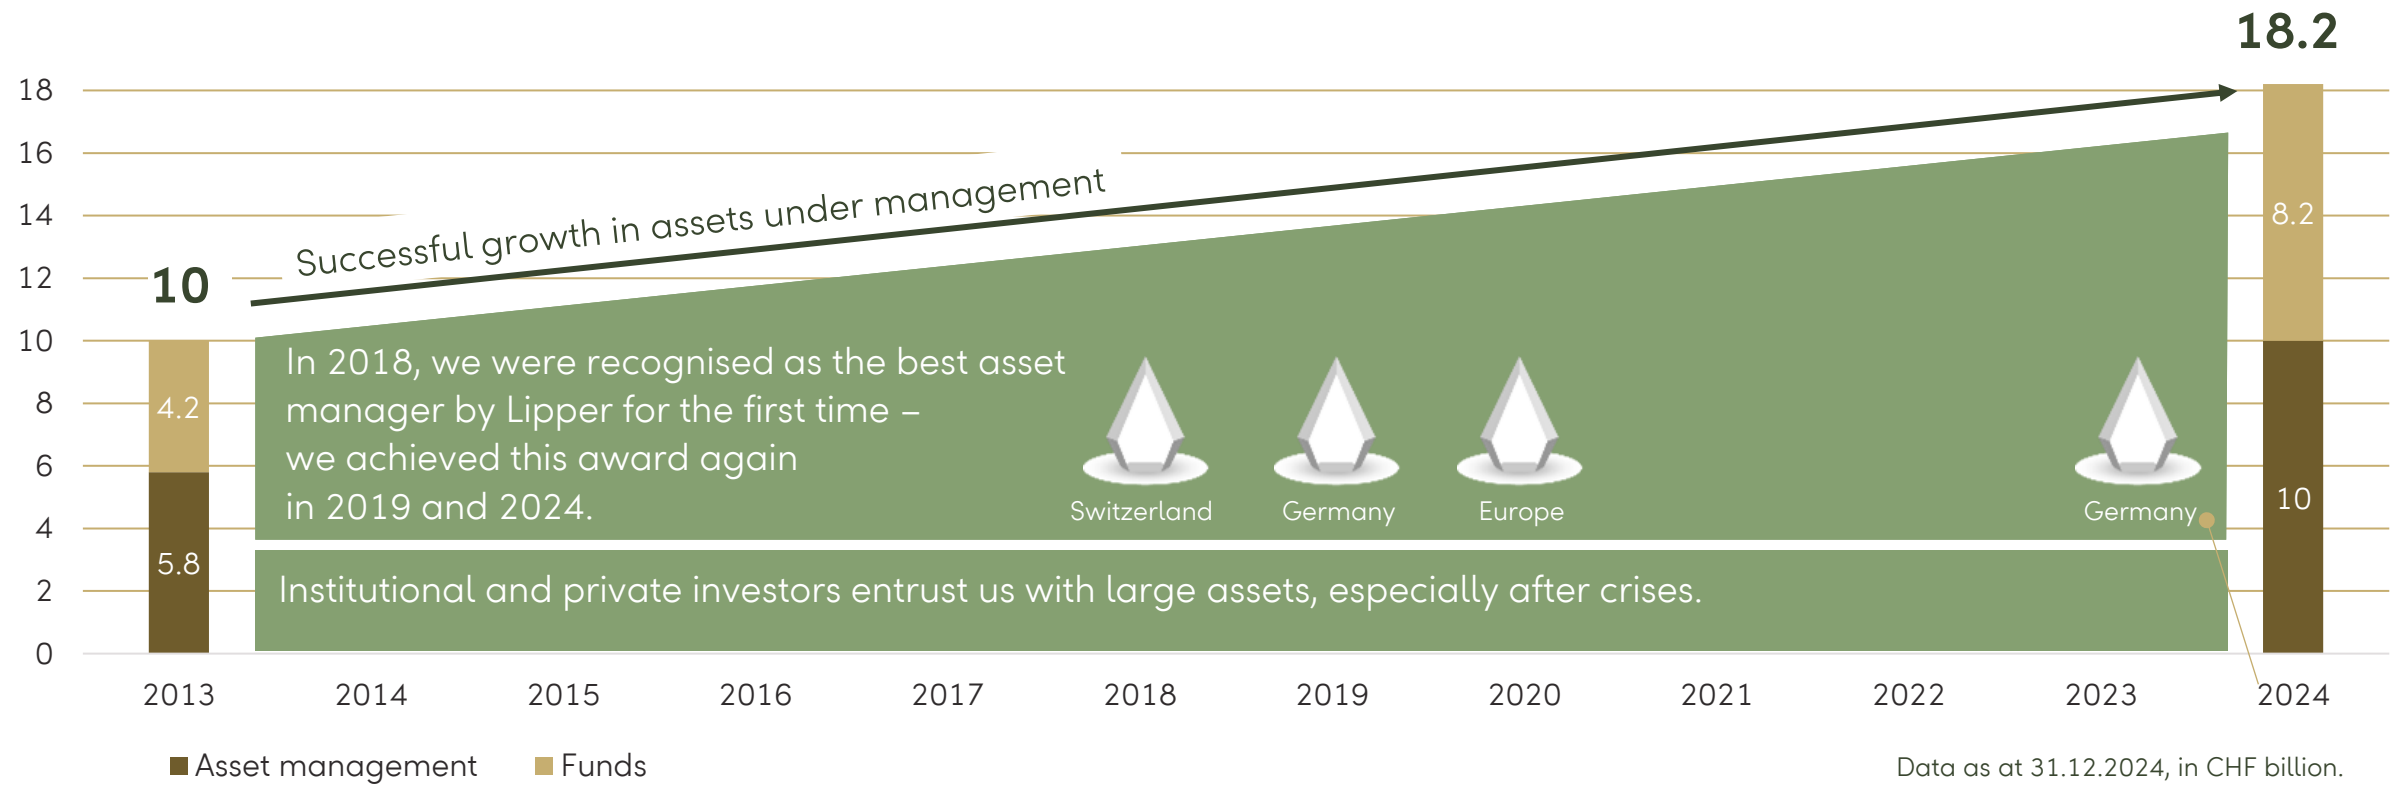 18.2
18
16
14
12
10
8
6
4
2
0
Successful growth in assets under management
10
4.2
5.8
8.2
10
In 2018, we were recognised as the best asset
manager by Lipper for the first time –
we achieved this award again
in 2019 and 2024.
Switzerland
Germany
Europe
Germany
Institutional and private investors entrust us with large assets, especially after crises.
2013 2014 2015 2016 2017 2018 2019 2020 2021 2022 2023 2024
Asset management Funds
Data as at 31.12.2024, in CHF billion.